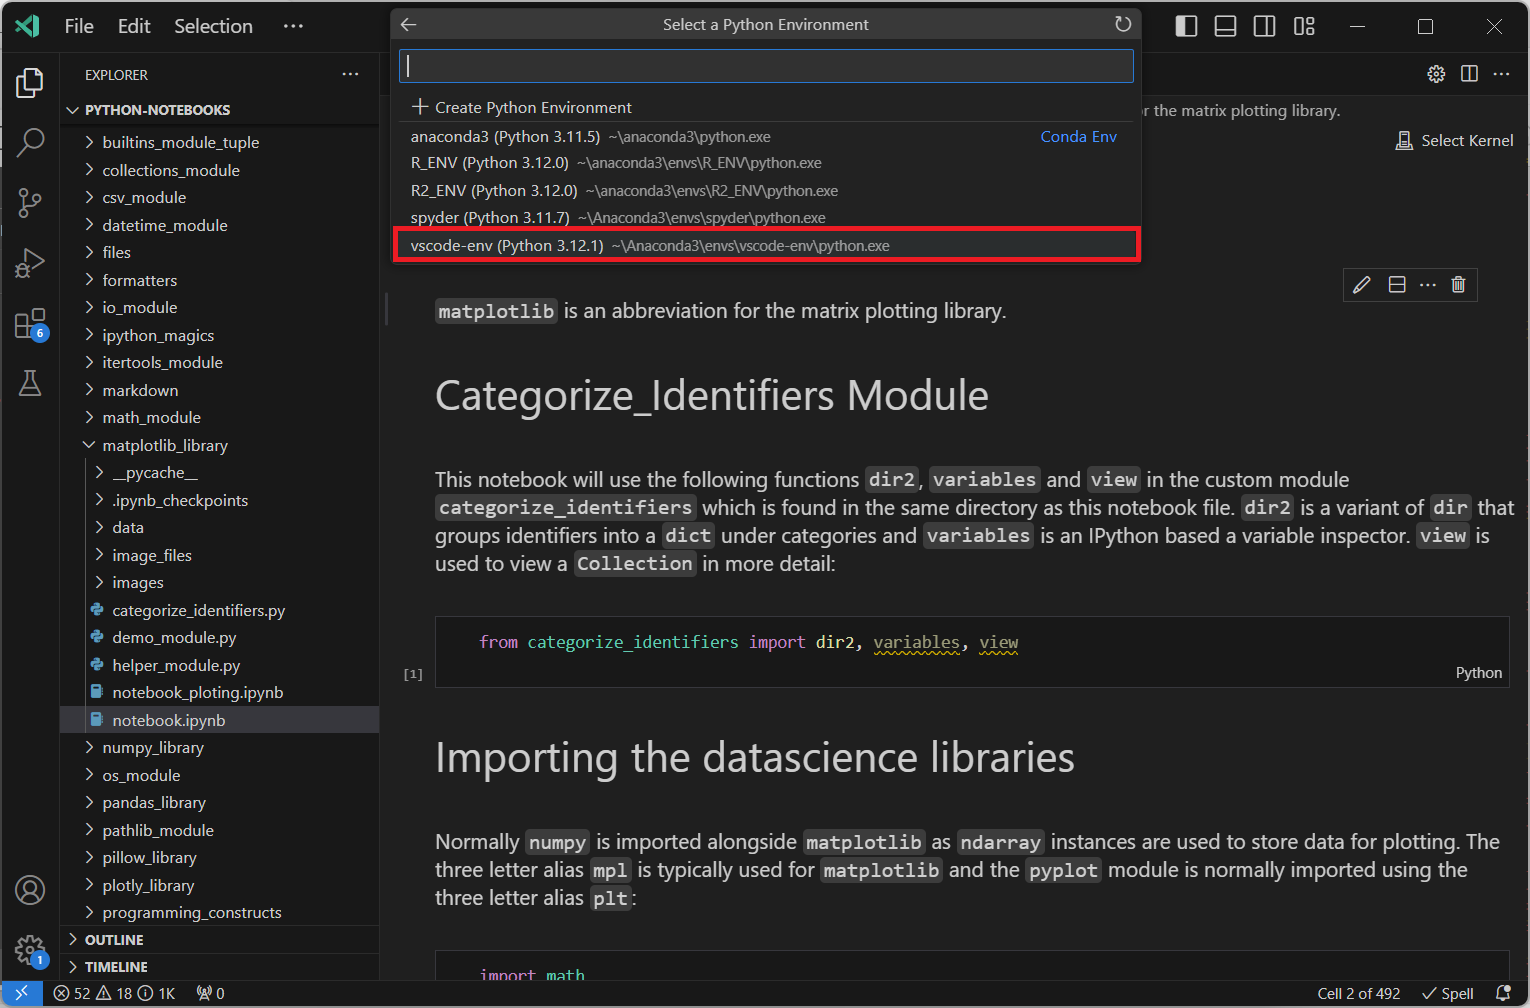 File Edit Selection ···
Select a Python Environment
EXPLORER ···
PYTHON-NOTEBOOKS
builtins_module_tuple
collections_module
csv_module
datetime_module
files
formatters
io_module
ipython_magics
itertools_module
markdown
math_module
matplotlib_library
__pycache__
.ipynb_checkpoints
data
image_files
images
categorize_identifiers.py
demo_module.py
helper_module.py
notebook_ploting.ipynb
notebook.ipynb
numpy_library
os_module
pandas_library
pathlib_module
pillow_library
plotly_library
programming_constructs
OUTLINE
TIMELINE
6
1
Create Python Environment
anaconda3 (Python 3.11.5) ~\anaconda3\python.exe Conda Env
R_ENV (Python 3.12.0) ~\anaconda3\envs\R_ENV\python.exe
R2_ENV (Python 3.12.0) ~\anaconda3\envs\R2_ENV\python.exe
spyder (Python 3.11.7) ~\Anaconda3\envs\spyder\python.exe
vscode-env (Python 3.12.1) ~\Anaconda3\envs\vscode-env\python.exe
or the matrix plotting library.
Select Kernel
matplotlib is an abbreviation for the matrix plotting library.
Categorize_Identifiers Module
This notebook will use the following functions dir2, variables and view in the custom module
categorize_identifiers which is found in the same directory as this notebook file. dir2 is a variant of dir that
groups identifiers into a dict under categories and variables is an IPython based a variable inspector. view is
used to view a Collection in more detail:
from categorize_identifiers import dir2, variables, view
[1]
Python
Importing the datascience libraries
Normally numpy is imported alongside matplotlib as ndarray instances are used to store data for plotting. The
three letter alias mpl is typically used for matplotlib and the pyplot module is normally imported using the
three letter alias plt:
import math
52 18 1K 0
Cell 2 of 492 Spell